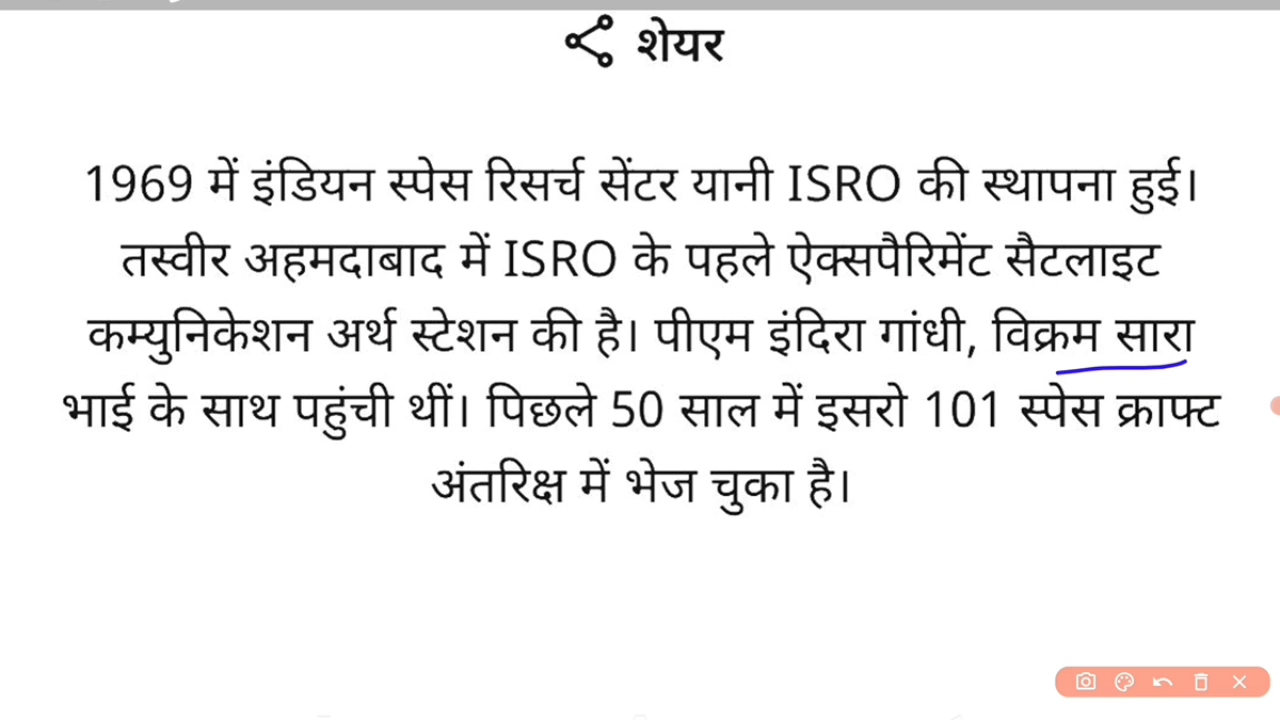 शेयर
1969 में इंडियन स्पेस रिसर्च सेंटर यानी ISRO की स्थापना हुई।
तस्वीर अहमदाबाद में ISRO के पहले ऐक्सपैरिमेंट सैटलाइट
कम्युनिकेशन अर्थ स्टेशन की है। पीएम इंदिरा गांधी, विक्रम सारा
भाई के साथ पहुंची थीं। पिछले 50 साल में इसरो 101 स्पेस क्राफ्ट
अंतरिक्ष में भेज चुका है।